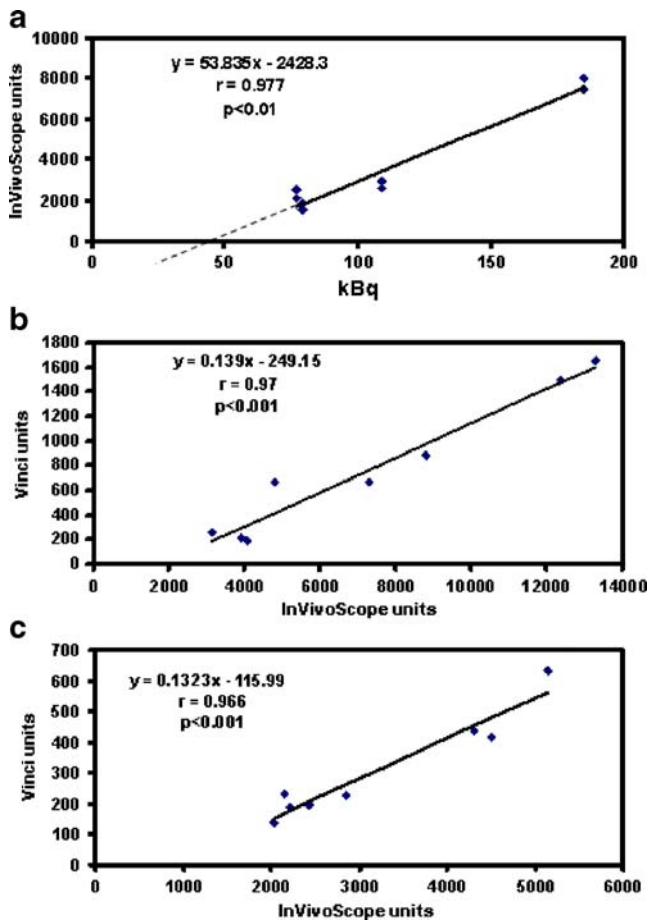 a
10000
8000
6000
4000
2000
0
InVivoScope units
y = 53.835x - 2428.3
r = 0.977
p<0.01
0 50 100 150 200
kBq
b
1800
1600
1400
1200
1000
800
600
400
200
0
Vinci units
y = 0.139x - 249.15
r = 0.97
p<0.001
0 2000 4000 6000 8000 10000 12000 14000
InVivoScope units
c
700
600
500
400
300
200
100
0
Vinci units
y = 0.1323x - 115.99
r = 0.966
p<0.001
0 1000 2000 3000 4000 5000 6000
InVivoScope units